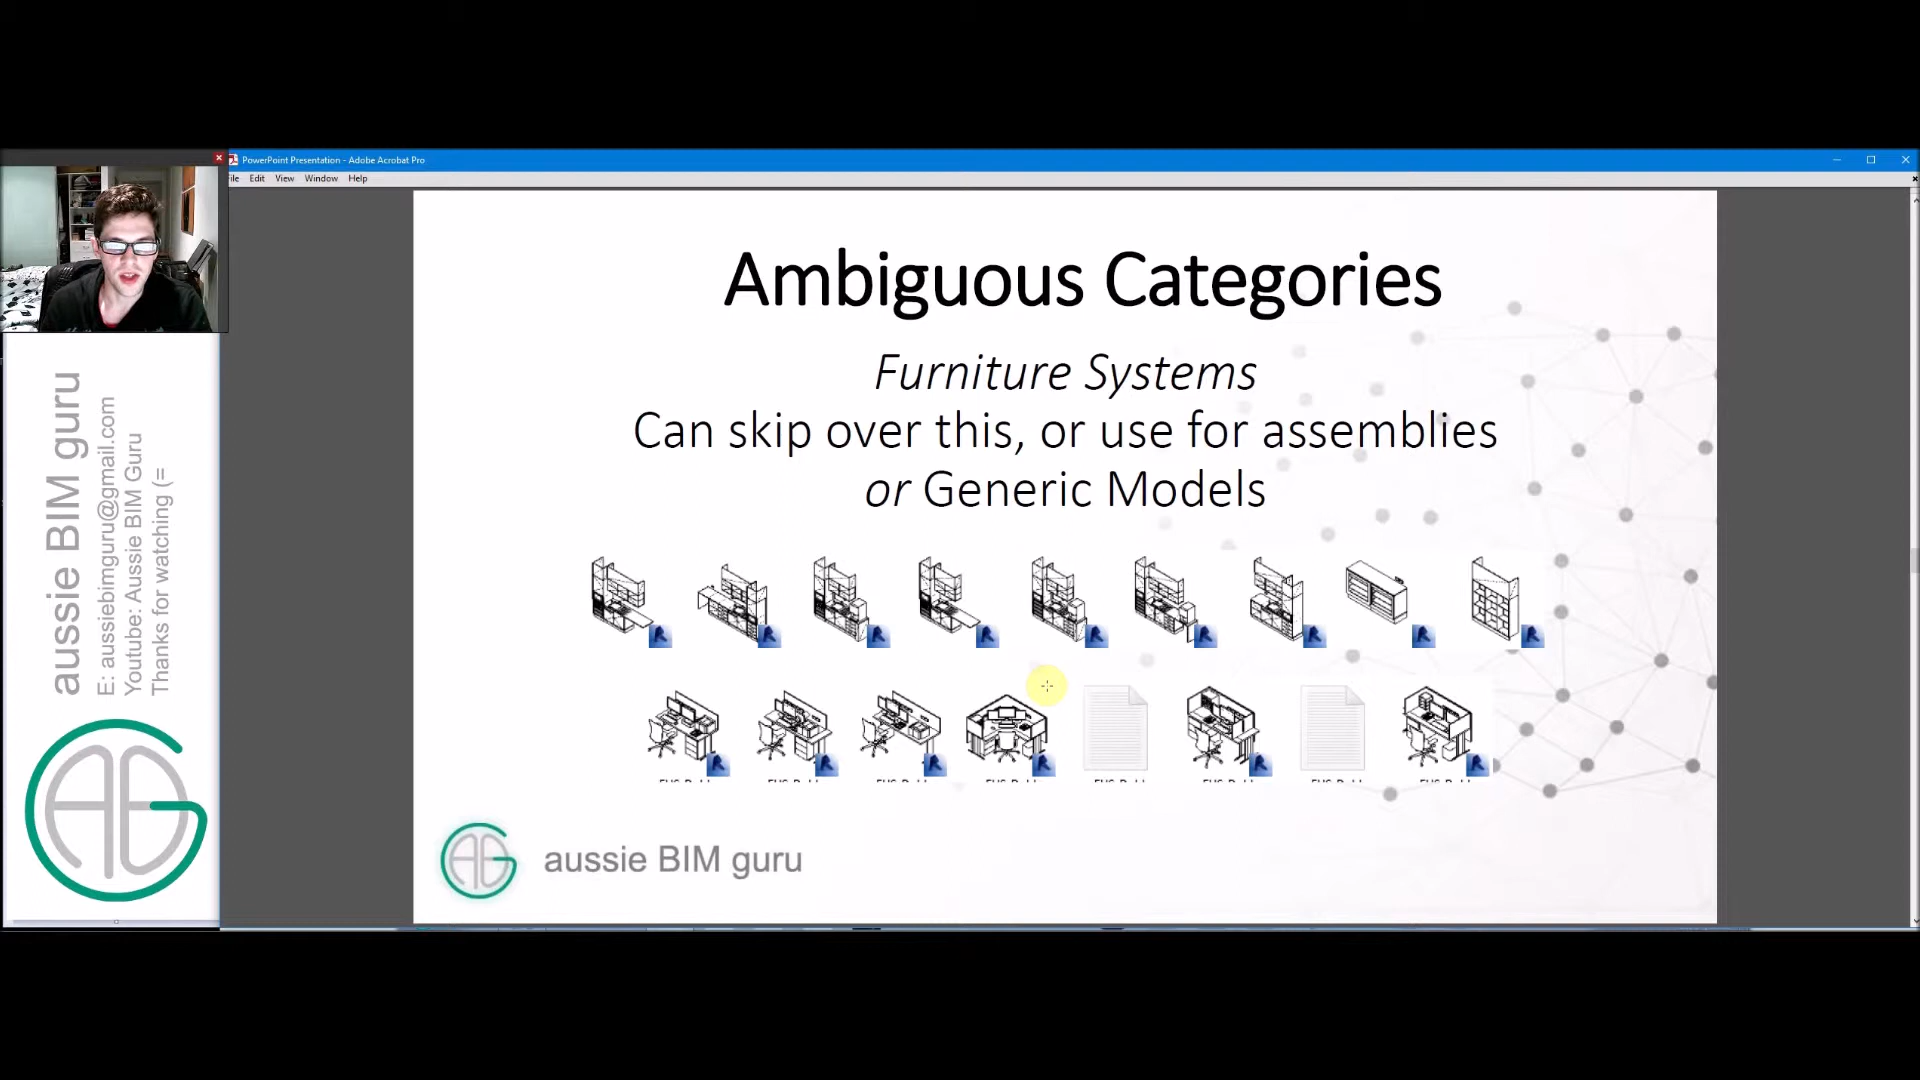 PowerPoint Presentation - Adobe Acrobat Pro
File Edit View Window Help
Ambiguous Categories
Furniture Systems
Can skip over this, or use for assemblies
or Generic Models
aussie BIM guru
aussie BIM guru
E: aussiebimguru@gmail.com
Youtube: Aussie BIM Guru
Thanks for watching (=